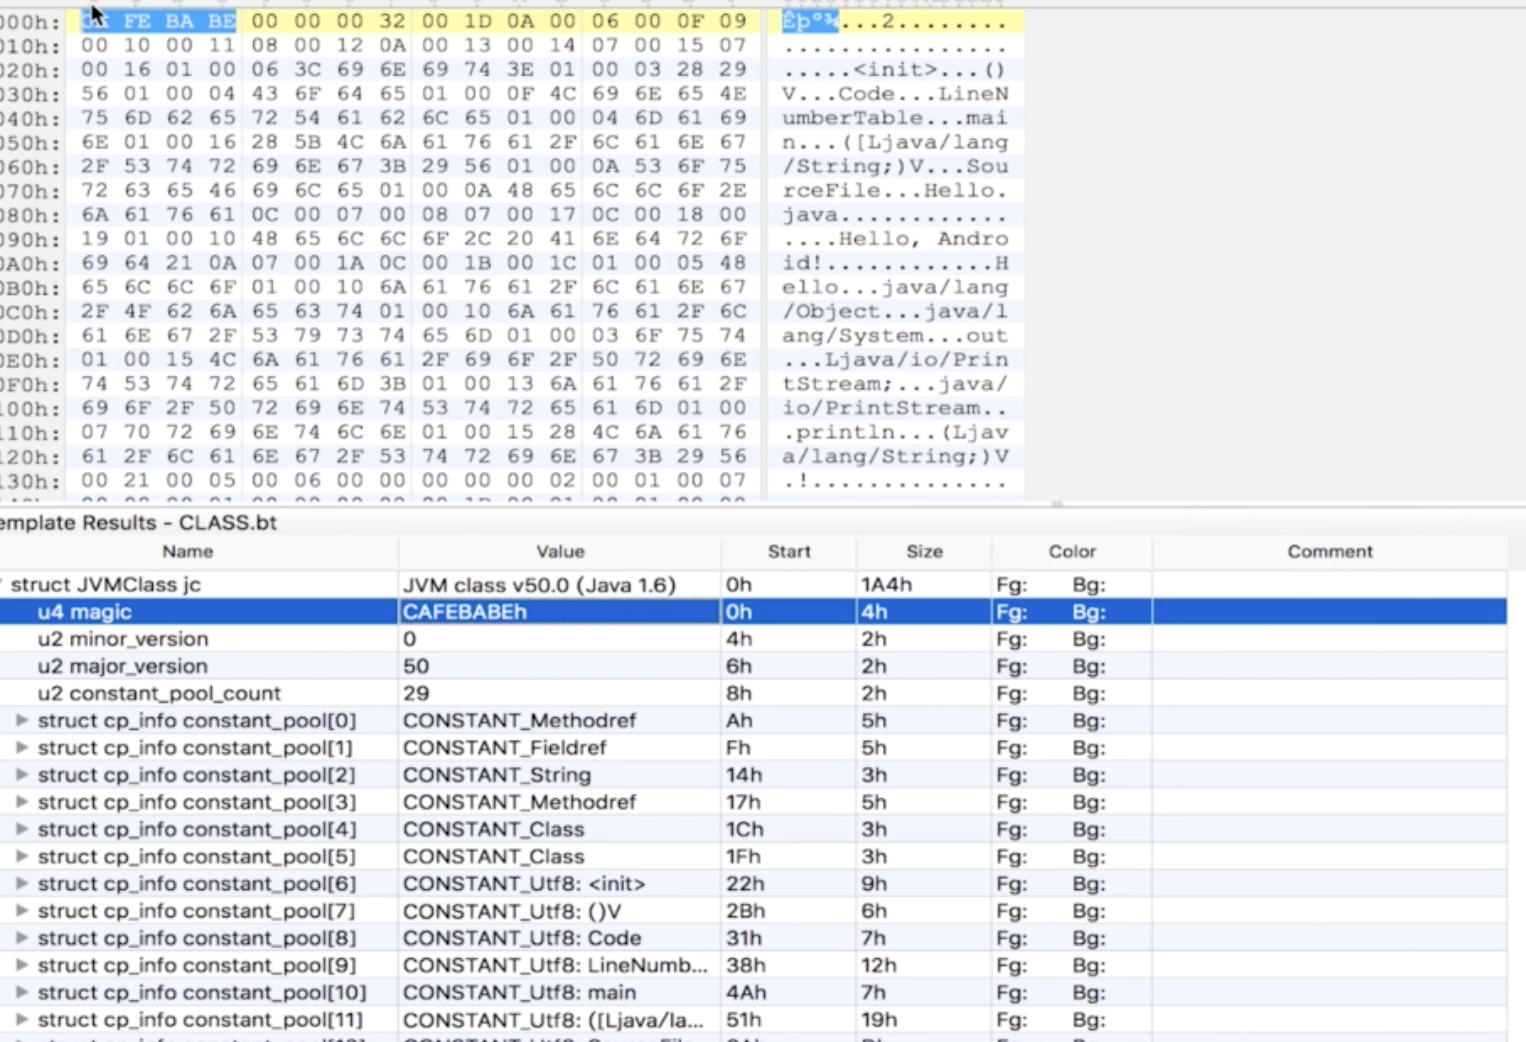 000h: FE BA BE 00 00 00 32 00 1D 0A 00 06 00 0F 09 Êþº¾...2........
010h: 00 10 00 11 08 00 12 0A 00 13 00 14 07 00 15 07 ................
020h: 00 16 01 00 06 3C 69 6E 69 74 3E 01 00 03 28 29 .....<init>...()
030h: 56 01 00 04 43 6F 64 65 01 00 0F 4C 69 6E 65 4E V...Code...LineN
040h: 75 6D 62 65 72 54 61 62 6C 65 01 00 04 6D 61 69 umberTable...mai
050h: 6E 01 00 16 28 5B 4C 6A 61 76 61 2F 6C 61 6E 67 n...([Ljava/lang
060h: 2F 53 74 72 69 6E 67 3B 29 56 01 00 0A 53 6F 75 /String;)V...Sou
070h: 72 63 65 46 69 6C 65 01 00 0A 48 65 6C 6C 6F 2E rceFile...Hello.
080h: 6A 61 76 61 0C 00 07 00 08 07 00 17 0C 00 18 00 java............
090h: 19 01 00 10 48 65 6C 6C 6F 2C 20 41 6E 64 72 6F ....Hello, Andro
0A0h: 69 64 21 0A 07 00 1A 0C 00 1B 00 1C 01 00 05 48 id!............H
0B0h: 65 6C 6C 6F 01 00 10 6A 61 76 61 2F 6C 61 6E 67 ello...java/lang
0C0h: 2F 4F 62 6A 65 63 74 01 00 10 6A 61 76 61 2F 6C /Object...java/l
0D0h: 61 6E 67 2F 53 79 73 74 65 6D 01 00 03 6F 75 74 ang/System...out
0E0h: 01 00 15 4C 6A 61 76 61 2F 69 6F 2F 50 72 69 6E ...Ljava/io/Prin
0F0h: 74 53 74 72 65 61 6D 3B 01 00 13 6A 61 76 61 2F tStream;...java/
100h: 69 6F 2F 50 72 69 6E 74 53 74 72 65 61 6D 01 00 io/PrintStream..
110h: 07 70 72 69 6E 74 6C 6E 01 00 15 28 4C 6A 61 76 .println...(Ljav
120h: 61 2F 6C 61 6E 67 2F 53 74 72 69 6E 67 3B 29 56 a/lang/String;)V
130h: 00 21 00 05 00 06 00 00 00 00 00 02 00 01 00 07 .!..............
emplate Results - CLASS.bt
Name Value Start Size Color Comment
struct JVMClass jc JVM class v50.0 (Java 1.6) 0h 1A4h Fg: Bg:
u4 magic CAFEBABEh 0h 4h Fg: Bg:
u2 minor_version 0 4h 2h Fg: Bg:
u2 major_version 50 6h 2h Fg: Bg:
u2 constant_pool_count 29 8h 2h Fg: Bg:
struct cp_info constant_pool[0] CONSTANT_Methodref Ah 5h Fg: Bg:
struct cp_info constant_pool[1] CONSTANT_Fieldref Fh 5h Fg: Bg:
struct cp_info constant_pool[2] CONSTANT_String 14h 3h Fg: Bg:
struct cp_info constant_pool[3] CONSTANT_Methodref 17h 5h Fg: Bg:
struct cp_info constant_pool[4] CONSTANT_Class 1Ch 3h Fg: Bg:
struct cp_info constant_pool[5] CONSTANT_Class 1Fh 3h Fg: Bg:
struct cp_info constant_pool[6] CONSTANT_Utf8: <init> 22h 9h Fg: Bg:
struct cp_info constant_pool[7] CONSTANT_Utf8: ()V 2Bh 6h Fg: Bg:
struct cp_info constant_pool[8] CONSTANT_Utf8: Code 31h 7h Fg: Bg:
struct cp_info constant_pool[9] CONSTANT_Utf8: LineNumb... 38h 12h Fg: Bg:
struct cp_info constant_pool[10] CONSTANT_Utf8: main 4Ah 7h Fg: Bg:
struct cp_info constant_pool[11] CONSTANT_Utf8: ([Ljava/la... 51h 19h Fg: Bg: